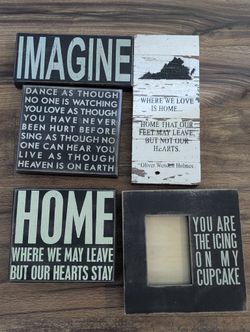 IMAGINE
DANCE AS THOUGH
NO ONE IS WATCHING
YOU LOVE AS THOUGH
YOU HAVE NEVER
BEEN HURT BEFORE
SING AS THOUGH NO
ONE CAN HEAR YOU
LIVE AS THOUGH
HEAVEN IS ON EARTH
WHERE WE LOVE
IS HOME...
HOME THAT OUR
FEET MAY LEAVE,
BUT NOT OUR
HEARTS.
Oliver Wendell Holmes
HOME
WHERE WE MAY LEAVE
BUT OUR HEARTS STAY
YOU ARE
THE ICING
ON MY
CUPCAKE